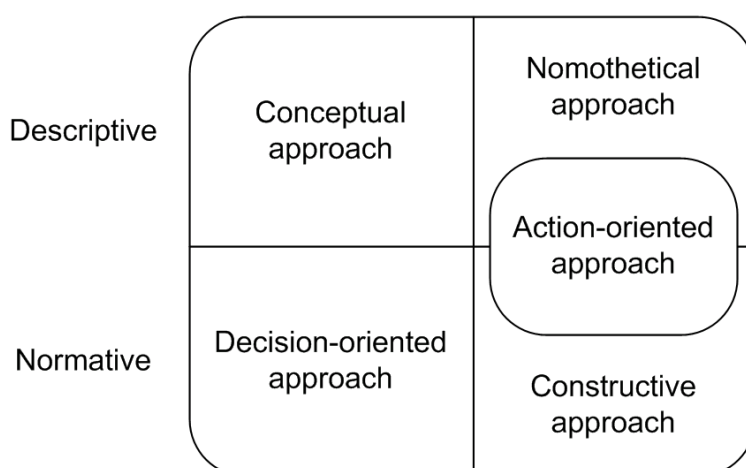 Nomothetical
approach
Conceptual
approach
Descriptive
Action-oriented
approach
Decision-oriented
approach
Normative
Constructive
approach